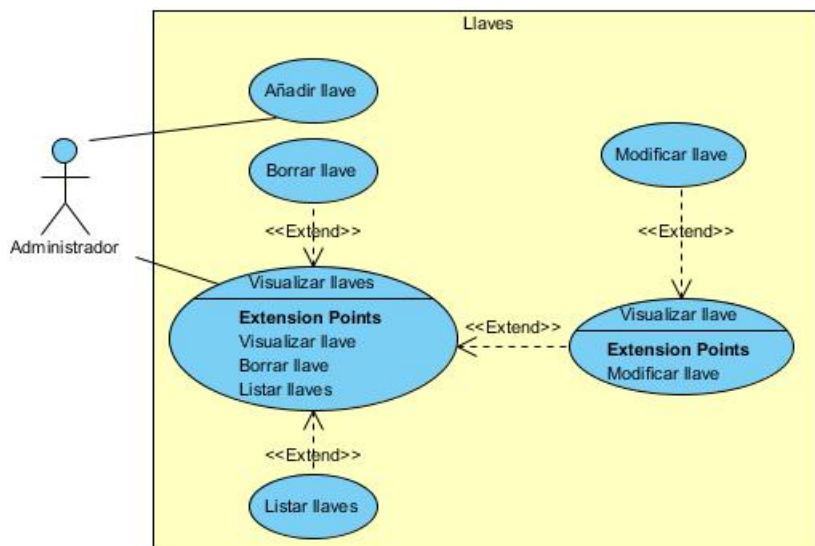 Llaves
Añadir llave
Borrar llave
Modificar llave
<<Extend>>
<<Extend>>
Administrador
Visualizar llaves
Extension Points
Visualizar llave
Borrar llave
Listar llaves
<<Extend>>
Visualizar llave
Extension Points
Modificar llave
<<Extend>>
Listar llaves